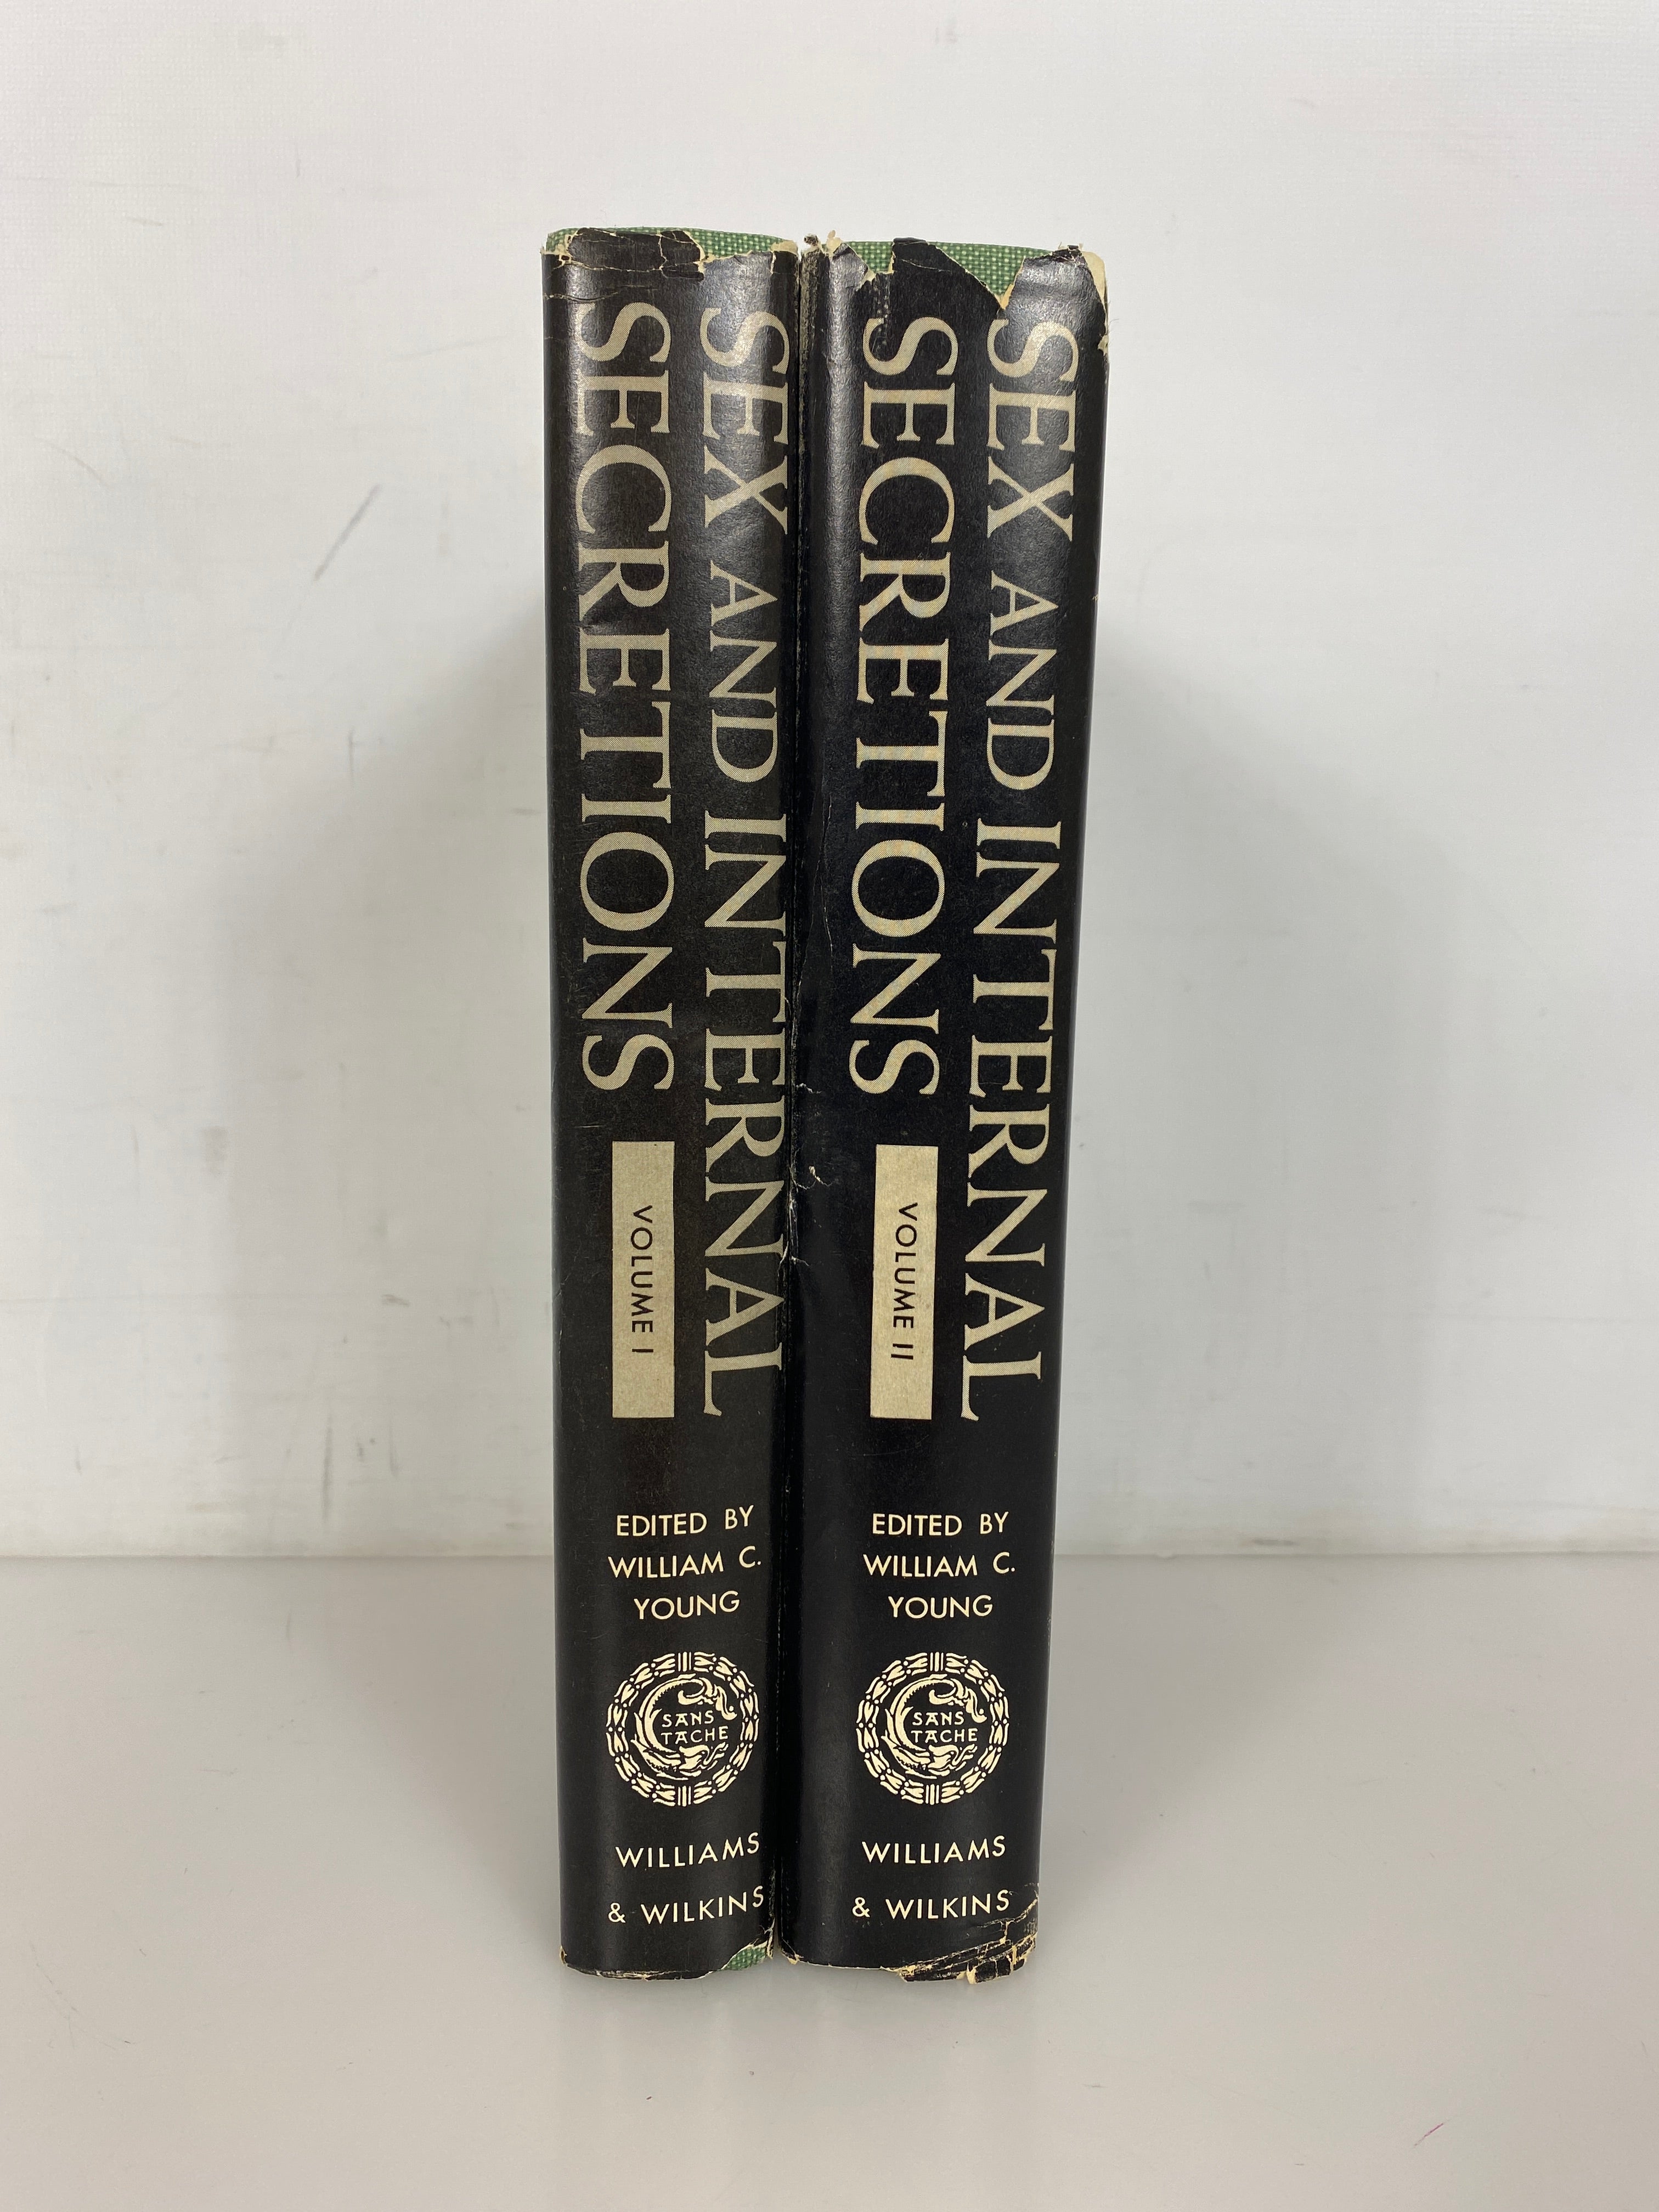 SEX AND INTERNAL
SECRETIONS
VOLUME I
EDITED BY
WILLIAM C.
YOUNG
SANS
TACHE
WILLIAMS
& WILKINS
SEX AND INTERNAL
SECRETIONS
VOLUME II
EDITED BY
WILLIAM C.
YOUNG
SANS
TACHE
WILLIAMS
& WILKINS